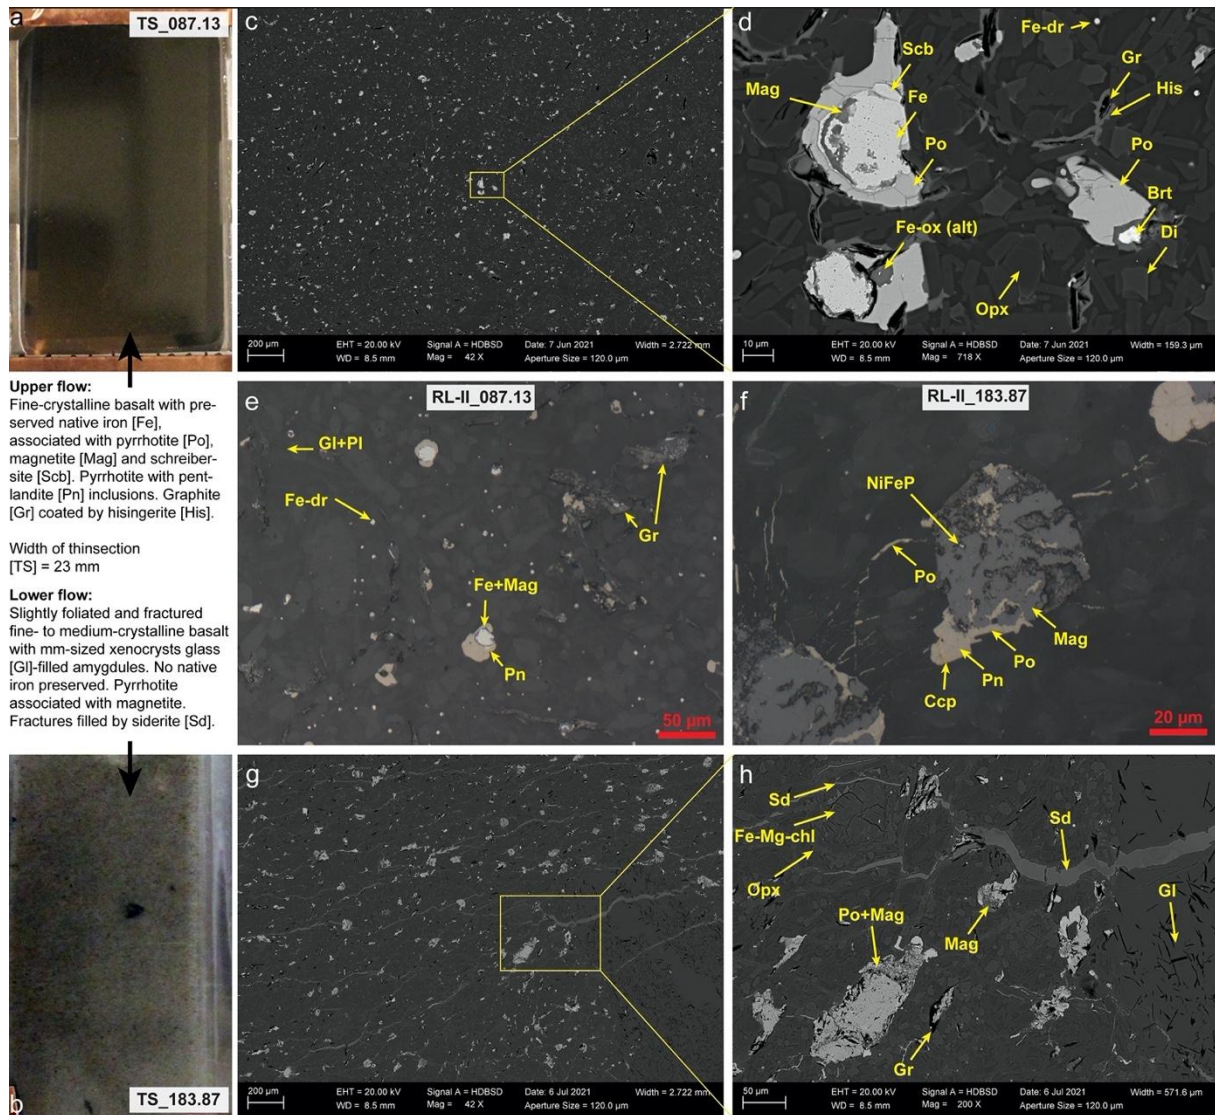 a
TS_087.13
Upper flow:
Fine-crystalline basalt with pre-
served native iron [Fe],
associated with pyrrhotite [Po],
magnetite [Mag] and schreiber-
site [Scb]. Pyrrhotite with pent-
landite [Pn] inclusions. Graphite
[Gr] coated by hisingerite [His].
Width of thinsection
[TS] = 23 mm
Lower flow:
Slightly foliated and fractured
fine- to medium-crystalline basalt
with mm-sized xenocrysts glass
[Gl]-filled amygdules. No native
iron preserved. Pyrrhotite
associated with magnetite.
Fractures filled by siderite [Sd].
b
TS_183.87
c
200 µm
EHT = 20.00 kV
WD = 8.5 mm
Signal A = HDBSD
Mag = 42 X
Date: 7 Jun 2021
Aperture Size = 120.0 µm
Width = 2.722 mm
d
Fe-dr
Scb
Gr
Mag
Fe
His
Po
Po
Brt
Fe-ox (alt)
Di
Opx
10 µm
EHT = 20.00 kV
WD = 8.5 mm
Signal A = HDBSD
Mag = 718 X
Date: 7 Jun 2021
Aperture Size = 120.0 µm
Width = 159.3 µm
e
RL-II_087.13
Gl+Pl
Fe-dr
Gr
Fe+Mag
Pn
50 µm
f
RL-II_183.87
NiFeP
Po
Mag
Po
Pn
Ccp
20 µm
g
200 µm
EHT = 20.00 kV
WD = 8.5 mm
Signal A = HDBSD
Mag = 42 X
Date: 6 Jul 2021
Aperture Size = 120.0 µm
Width = 2.722 mm
h
Sd
Sd
Fe-Mg-chl
Opx
Gl
Po+Mag
Mag
Gr
50 µm
EHT = 20.00 kV
WD = 8.5 mm
Signal A = HDBSD
Mag = 200 X
Date: 6 Jul 2021
Aperture Size = 120.0 µm
Width = 571.6 µm